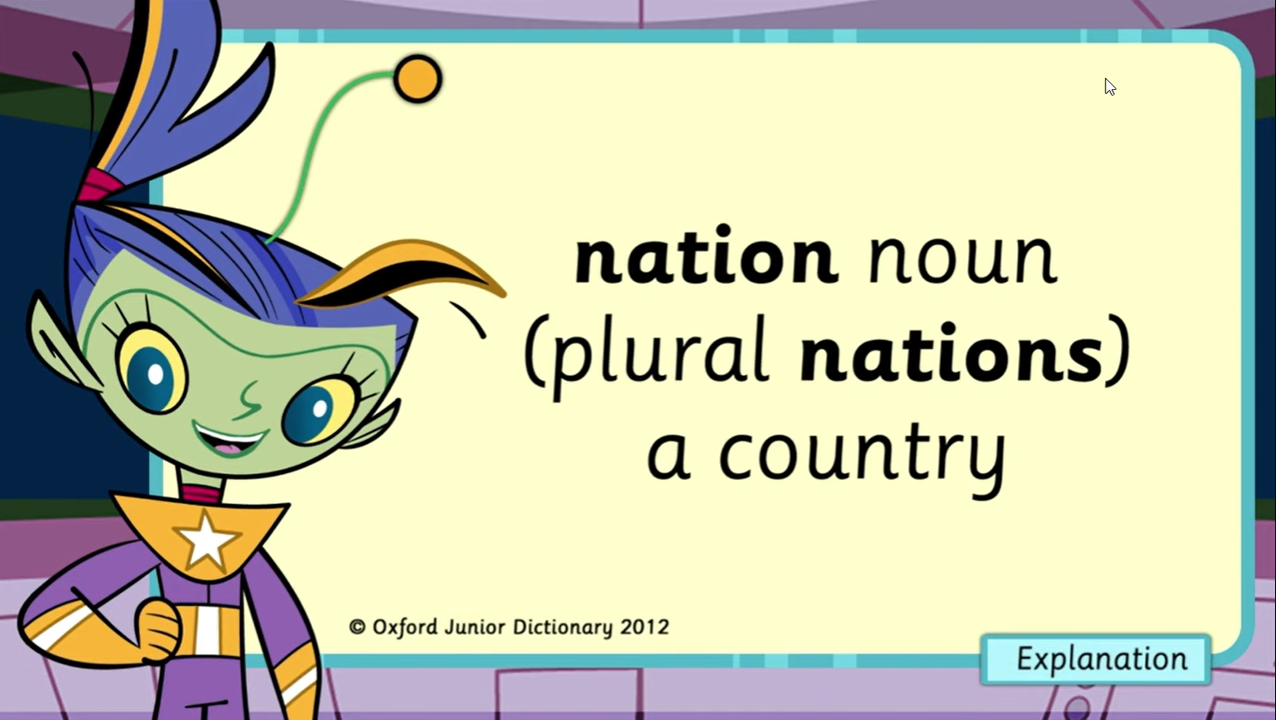 nation noun
(plural nations)
a country
© Oxford Junior Dictionary 2012
Explanation